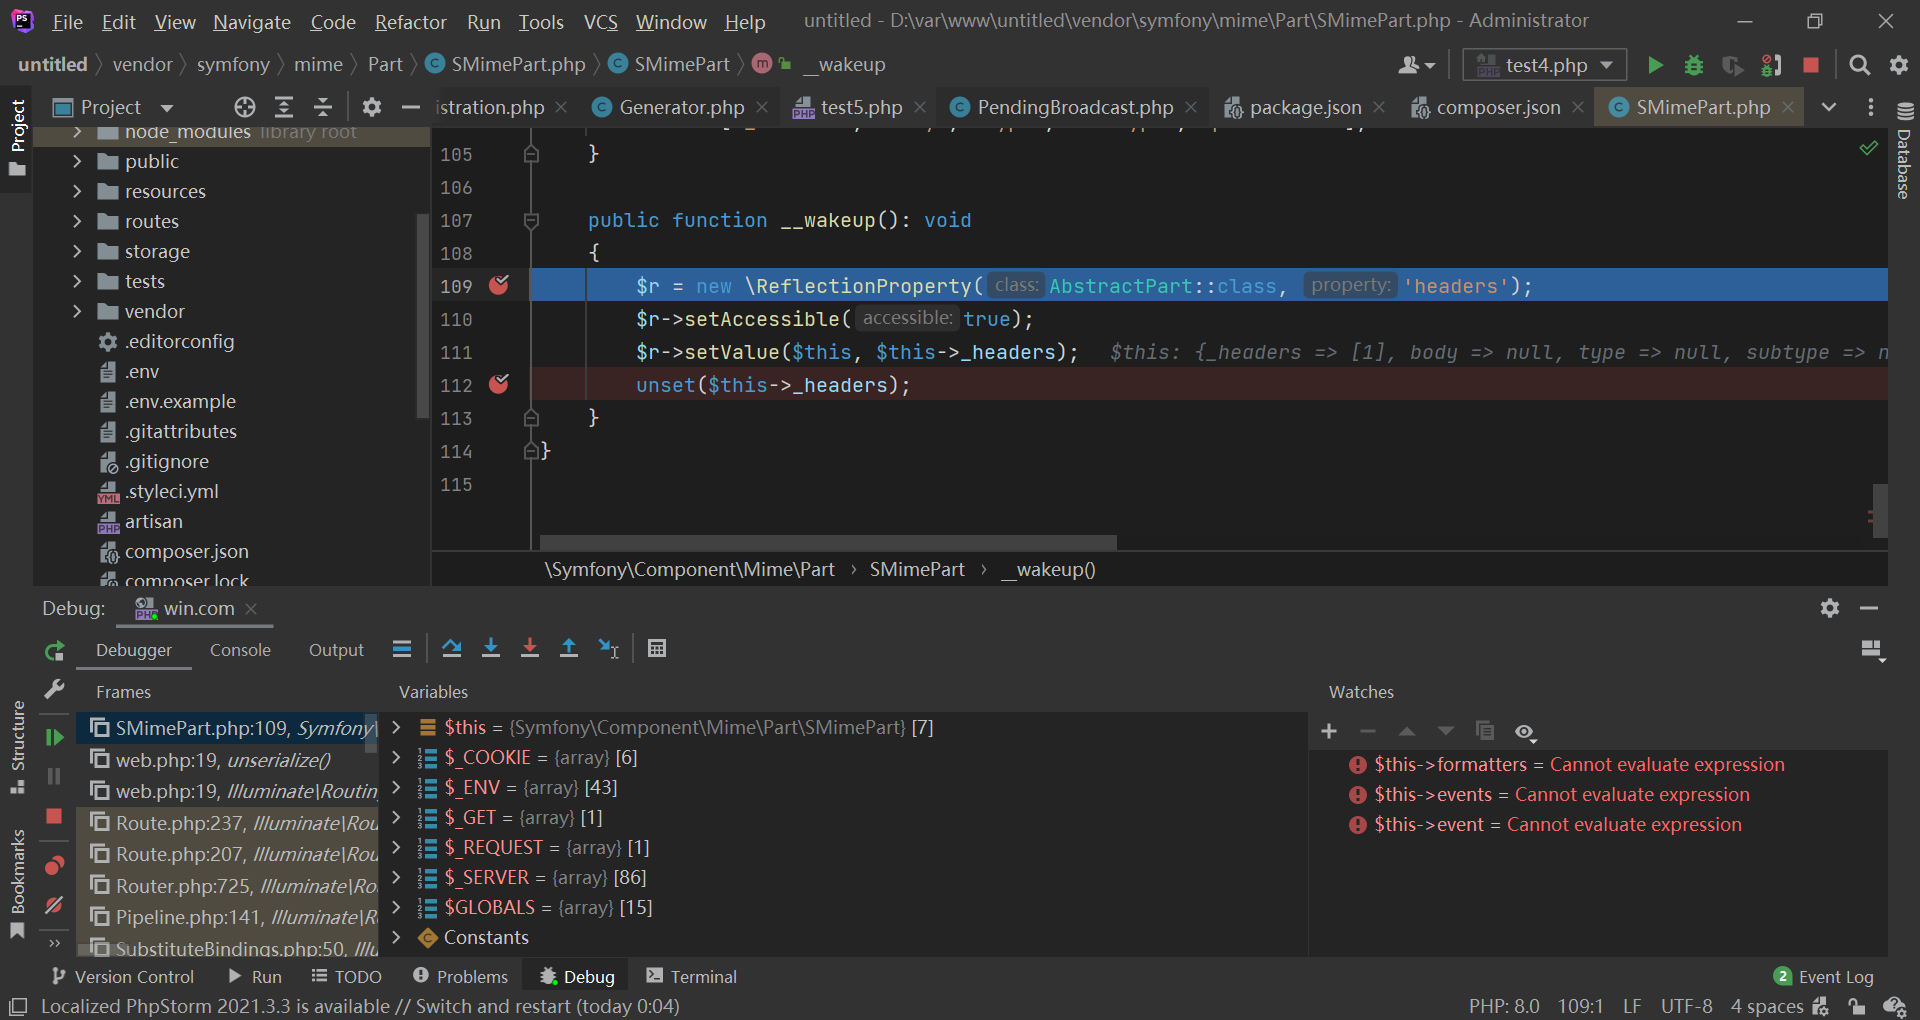 File Edit View Navigate Code Refactor Run Tools VCS Window Help untitled - D:\var\www\untitled\vendor\symfony\mime\Part\SMimePart.php - Administrator
untitled vendor symfony mime Part SMimePart.php SMimePart __wakeup test4.php
Project
Project
istration.php Generator.php test5.php PendingBroadcast.php package.json composer.json SMimePart.php
Database
node_modules library root
public
resources
routes
storage
tests
vendor
.editorconfig
.env
.env.example
.gitattributes
.gitignore
.styleci.yml
artisan
composer.json
composer.lock
105 }
106
107 public function __wakeup(): void
108 {
109 $r = new \ReflectionProperty( class: AbstractPart::class, property: 'headers');
110 $r->setAccessible( accessible: true);
111 $r->setValue($this, $this->_headers); $this: {_headers => [1], body => null, type => null, subtype => n
112 unset($this->_headers);
113 }
114 }
115
\Symfony\Component\Mime\Part › SMimePart › __wakeup()
Debug: win.com
Debugger Console Output
Frames
SMimePart.php:109, Symfony\
web.php:19, unserialize()
web.php:19, Illuminate\Routing
Route.php:237, Illuminate\Rou
Route.php:207, Illuminate\Rou
Router.php:725, Illuminate\Ro
Pipeline.php:141, Illuminate\R
SubstituteBindings.php:50, Illu
Variables
$this = {Symfony\Component\Mime\Part\SMimePart} [7]
$_COOKIE = {array} [6]
$_ENV = {array} [43]
$_GET = {array} [1]
$_REQUEST = {array} [1]
$_SERVER = {array} [86]
$GLOBALS = {array} [15]
Constants
Watches
$this->formatters = Cannot evaluate expression
$this->events = Cannot evaluate expression
$this->event = Cannot evaluate expression
Structure
Bookmarks
Version Control Run TODO Problems Debug Terminal 2 Event Log
Localized PhpStorm 2021.3.3 is available // Switch and restart (today 0:04) PHP: 8.0 109:1 LF UTF-8 4 spaces